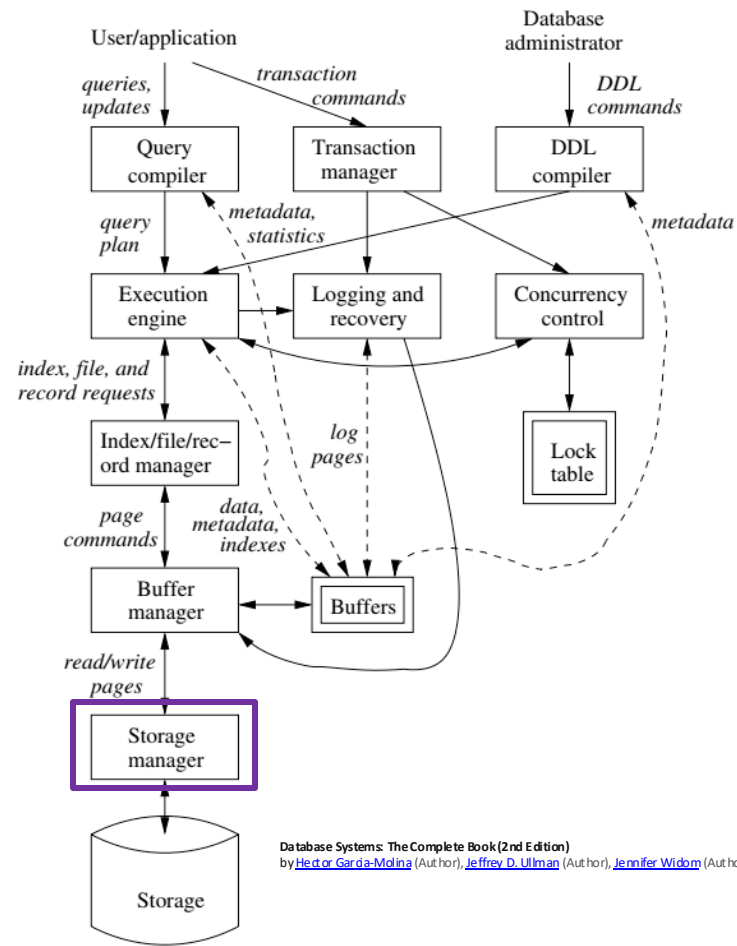 User/application
Database
administrator
queries,
updates
transaction
commands
DDL
commands
Query
compiler
Transaction
manager
DDL
compiler
query
plan
metadata,
statistics
metadata
Execution
engine
Logging and
recovery
Concurrency
control
index, file, and
record requests
log
pages
Index/file/rec–
ord manager
Lock
table
page
commands
data,
metadata,
indexes
Buffer
manager
Buffers
read/write
pages
Storage
manager
Storage
Database Systems: The Complete Book (2nd Edition)
by Hector Garcia-Molina (Author), Jeffrey D. Ullman (Author), Jennifer Widom (Autho